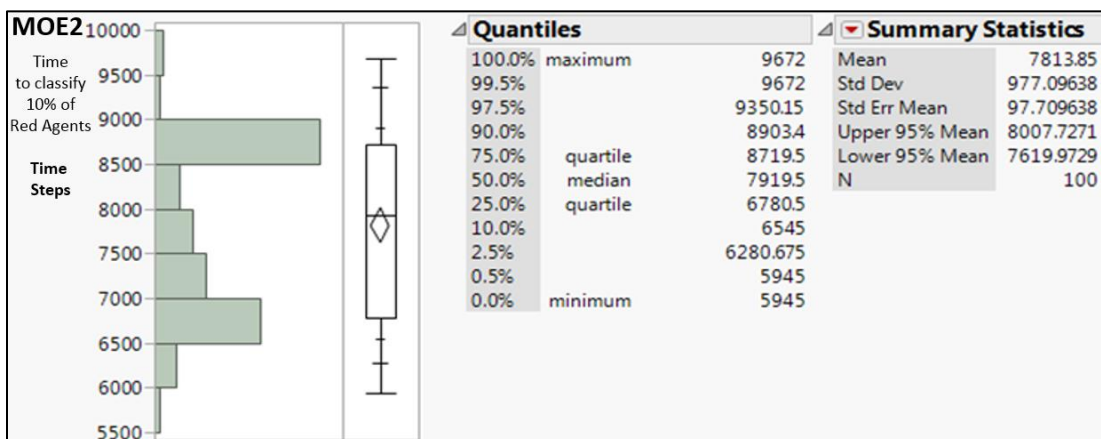 MOE2
Time
to classify
10% of
Red Agents
Time
Steps
10000
9500
9000
8500
8000
7500
7000
6500
6000
5500
Quantiles
100.0% maximum 9672
99.5% 9672
97.5% 9350.15
90.0% 8903.4
75.0% quartile 8719.5
50.0% median 7919.5
25.0% quartile 6780.5
10.0% 6545
2.5% 6280.675
0.5% 5945
0.0% minimum 5945
Summary Statistics
Mean 7813.85
Std Dev 977.09638
Std Err Mean 97.709638
Upper 95% Mean 8007.7271
Lower 95% Mean 7619.9729
N 100